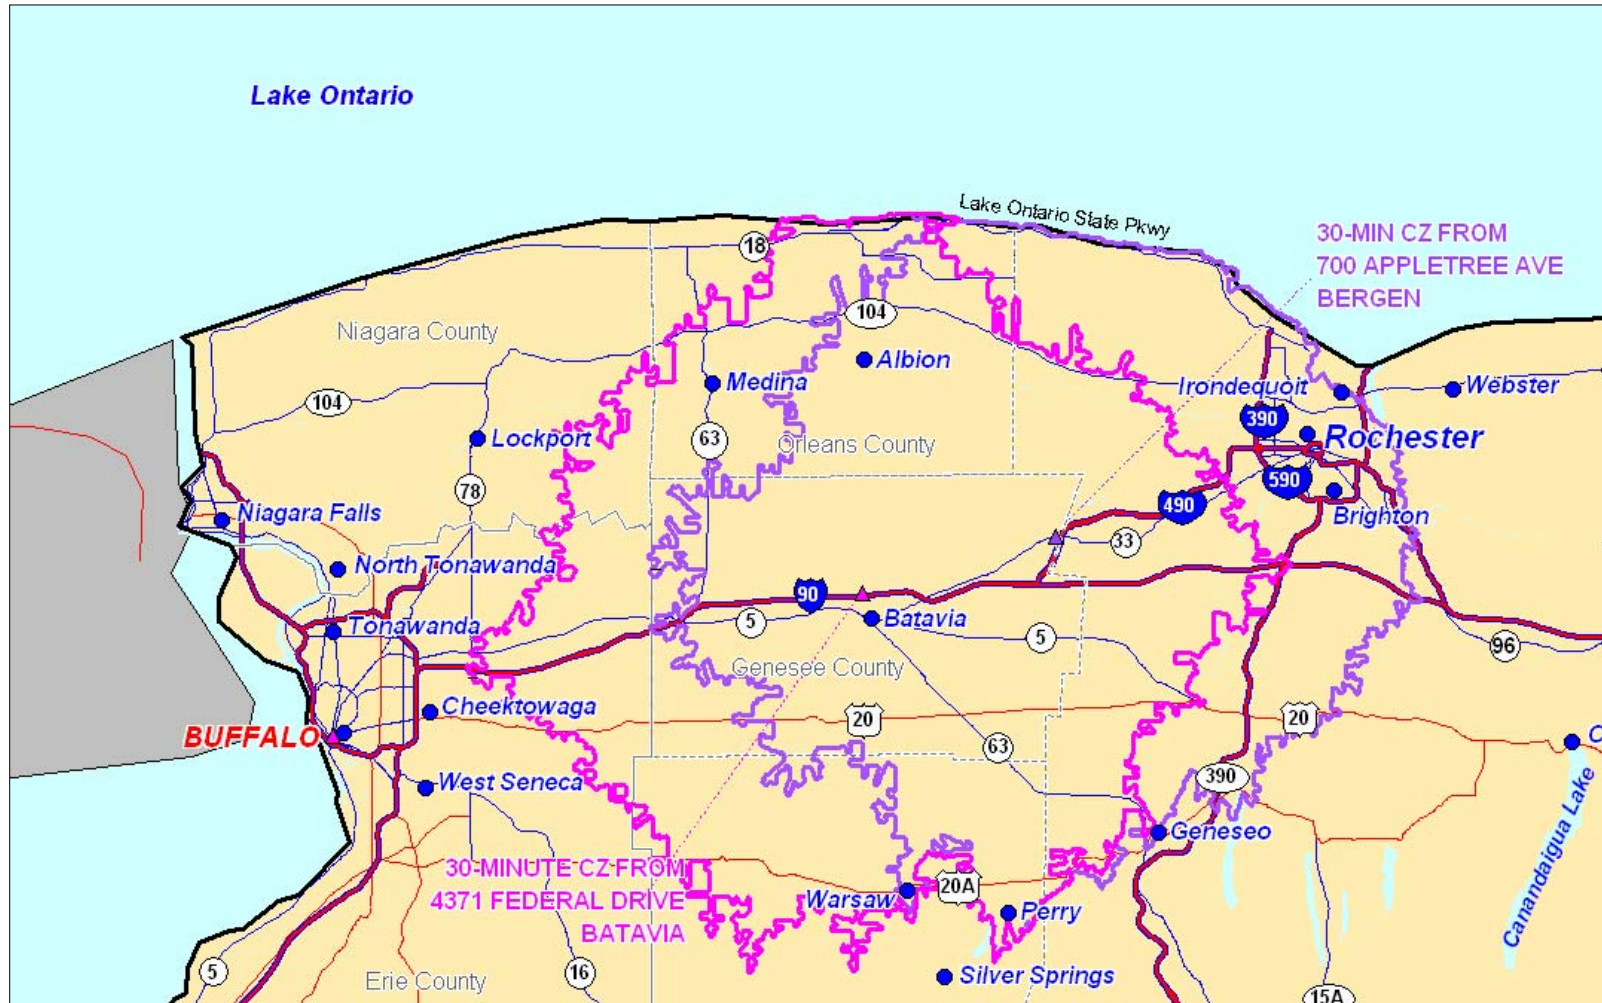 Lake Ontario
Lake Ontario State Pkwy
30-MIN CZ FROM
700 APPLETREE AVE
BERGEN
18
Niagara County
104
Albion
Medina
Irondequoit
Webster
104
390
Lockport
63
Orleans County
Rochester
78
590
490
Niagara Falls
Brighton
33
North Tonawanda
90
Batavia
5
5
Tonawanda
96
Genesee County
Cheektowaga
20
20
BUFFALO
63
C
390
West Seneca
Geneseo
16
30-MINUTE CZ FROM
4371 FEDERAL DRIVE
BATAVIA
20A
Warsaw
Perry
Canandaigua Lake
5
Erie County
16
Silver Springs
15A